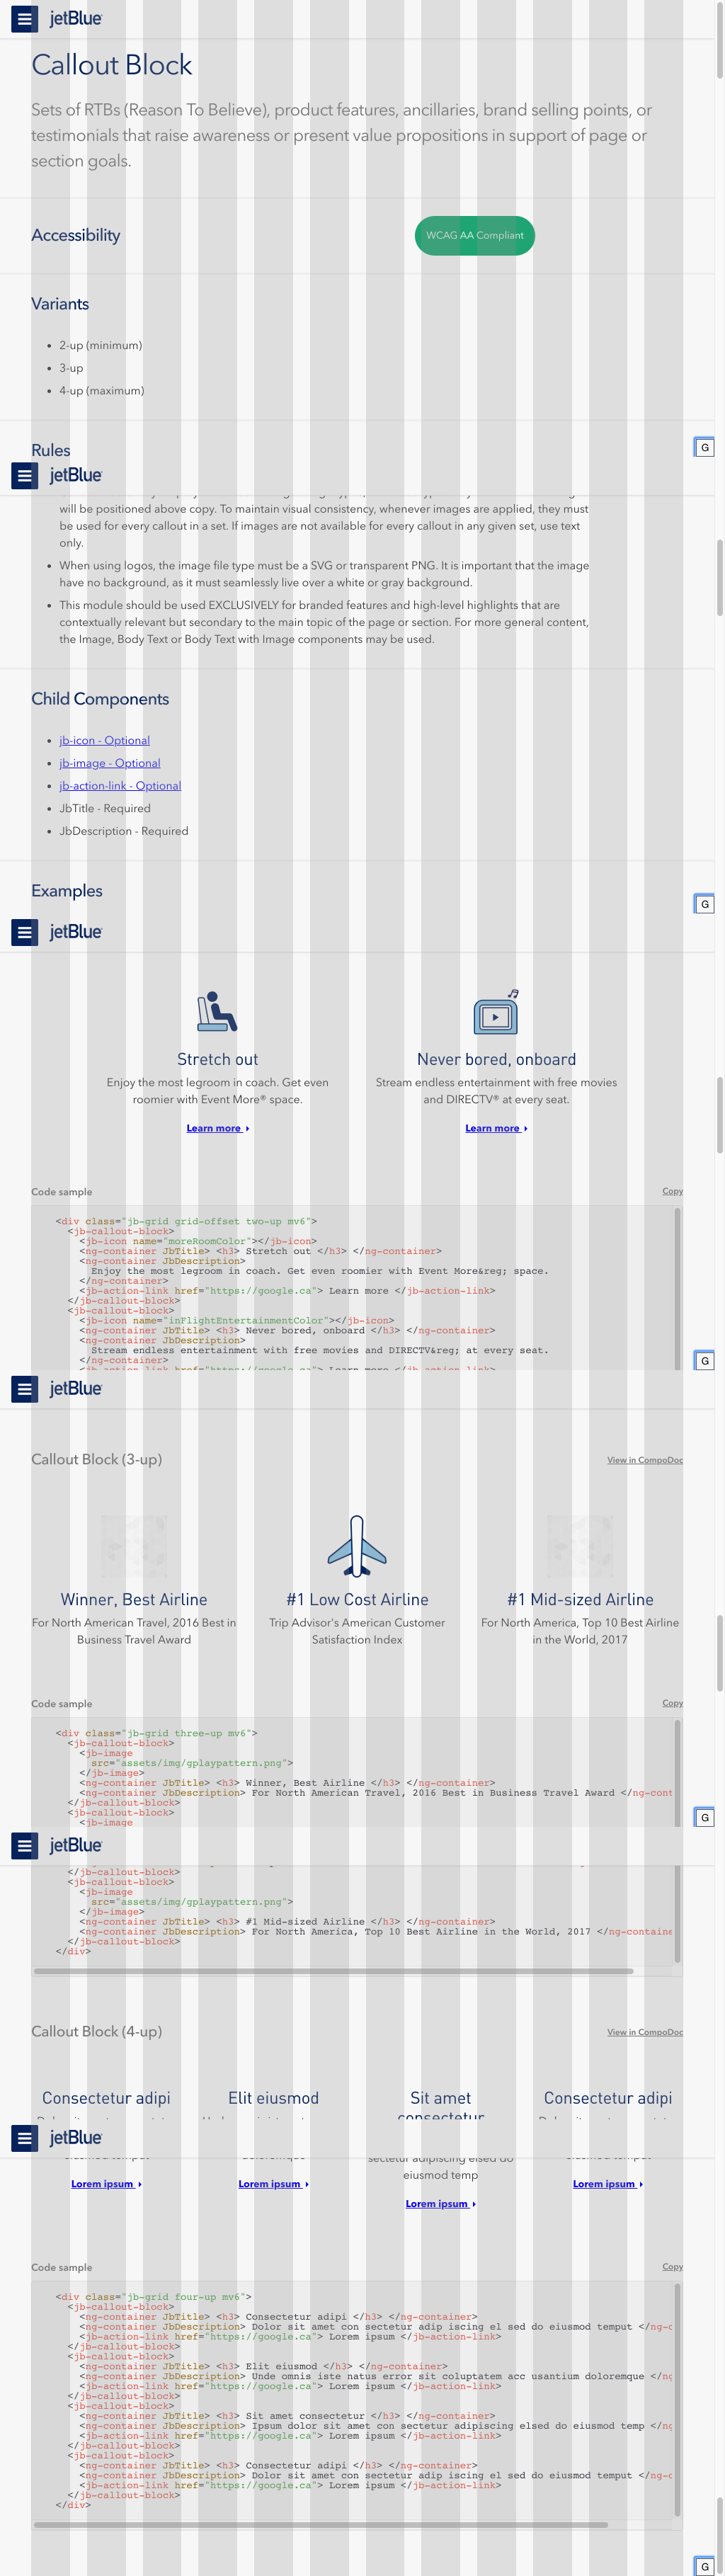 jetBlue
Callout Block
Sets of RTBs (Reason To Believe), product features, ancillaries, brand selling points, or
testimonials that raise awareness or present value propositions in support of page or
section goals.
Accessibility
WCAG AA Compliant
Variants
• 2-up (minimum)
• 3-up
• 4-up (maximum)
Rules
G
jetBlue
will be positioned above copy. To maintain visual consistency, whenever images are applied, they must
be used for every callout in a set. If images are not available for every callout in any given set, use text
only.
• When using logos, the image file type must be a SVG or transparent PNG. It is important that the image
have no background, as it must seamlessly live over a white or gray background.
• This module should be used EXCLUSIVELY for branded features and high-level highlights that are
contextually relevant but secondary to the main topic of the page or section. For more general content,
the Image, Body Text or Body Text with Image components may be used.
Child Components
• jb-icon - Optional
• jb-image - Optional
• jb-action-link - Optional
• JbTitle - Required
• JbDescription - Required
Examples
G
jetBlue
Stretch out
Enjoy the most legroom in coach. Get even
roomier with Event More® space.
Learn more
Never bored, onboard
Stream endless entertainment with free movies
and DIRECTV® at every seat.
Learn more
Code sample
Copy
<div class="jb-grid grid-offset two-up mv6">
<jb-callout-block>
<jb-icon name="moreRoomColor"></jb-icon>
<ng-container JbTitle> <h3> Stretch out </h3> </ng-container>
<ng-container JbDescription>
Enjoy the most legroom in coach. Get even roomier with Event More&reg; space.
</ng-container>
<jb-action-link href="https://google.ca"> Learn more </jb-action-link>
</jb-callout-block>
<jb-callout-block>
<jb-icon name="inFlightEntertainmentColor"></jb-icon>
<ng-container JbTitle> <h3> Never bored, onboard </h3> </ng-container>
<ng-container JbDescription>
Stream endless entertainment with free movies and DIRECTV&reg; at every seat.
</ng-container>
<jb-action-link href="https://google.ca"> Learn more </jb-action-link>
G
jetBlue
Callout Block (3-up)
View in CompoDoc
Winner, Best Airline
For North American Travel, 2016 Best in
Business Travel Award
#1 Low Cost Airline
Trip Advisor's American Customer
Satisfaction Index
#1 Mid-sized Airline
For North America, Top 10 Best Airline
in the World, 2017
Code sample
Copy
<div class="jb-grid three-up mv6">
<jb-callout-block>
<jb-image
src="assets/img/gplaypattern.png">
</jb-image>
<ng-container JbTitle> <h3> Winner, Best Airline </h3> </ng-container>
<ng-container JbDescription> For North American Travel, 2016 Best in Business Travel Award </ng-cont
</jb-callout-block>
<jb-callout-block>
<jb-image
G
jetBlue
</jb-callout-block>
<jb-callout-block>
<jb-image
src="assets/img/gplaypattern.png">
</jb-image>
<ng-container JbTitle> <h3> #1 Mid-sized Airline </h3> </ng-container>
<ng-container JbDescription> For North America, Top 10 Best Airline in the World, 2017 </ng-containe
</jb-callout-block>
</div>
Callout Block (4-up)
View in CompoDoc
Consectetur adipi
Elit eiusmod
Sit amet
consectetur
Consectetur adipi
jetBlue
sectetur adipiscing elsed do
eiusmod temp
Lorem ipsum
Lorem ipsum
Lorem ipsum
Lorem ipsum
Code sample
Copy
<div class="jb-grid four-up mv6">
<jb-callout-block>
<ng-container JbTitle> <h3> Consectetur adipi </h3> </ng-container>
<ng-container JbDescription> Dolor sit amet con sectetur adip iscing el sed do eiusmod temput </ng-c
<jb-action-link href="https://google.ca"> Lorem ipsum </jb-action-link>
</jb-callout-block>
<jb-callout-block>
<ng-container JbTitle> <h3> Elit eiusmod </h3> </ng-container>
<ng-container JbDescription> Unde omnis iste natus error sit coluptatem acc usantium doloremque </ng
<jb-action-link href="https://google.ca"> Lorem ipsum </jb-action-link>
</jb-callout-block>
<jb-callout-block>
<ng-container JbTitle> <h3> Sit amet consectetur </h3> </ng-container>
<ng-container JbDescription> Ipsum dolor sit amet con sectetur adipiscing elsed do eiusmod temp </ng
<jb-action-link href="https://google.ca"> Lorem ipsum </jb-action-link>
</jb-callout-block>
<jb-callout-block>
<ng-container JbTitle> <h3> Consectetur adipi </h3> </ng-container>
<ng-container JbDescription> Dolor sit amet con sectetur adip iscing el sed do eiusmod temput </ng-c
<jb-action-link href="https://google.ca"> Lorem ipsum </jb-action-link>
</jb-callout-block>
</div>
G